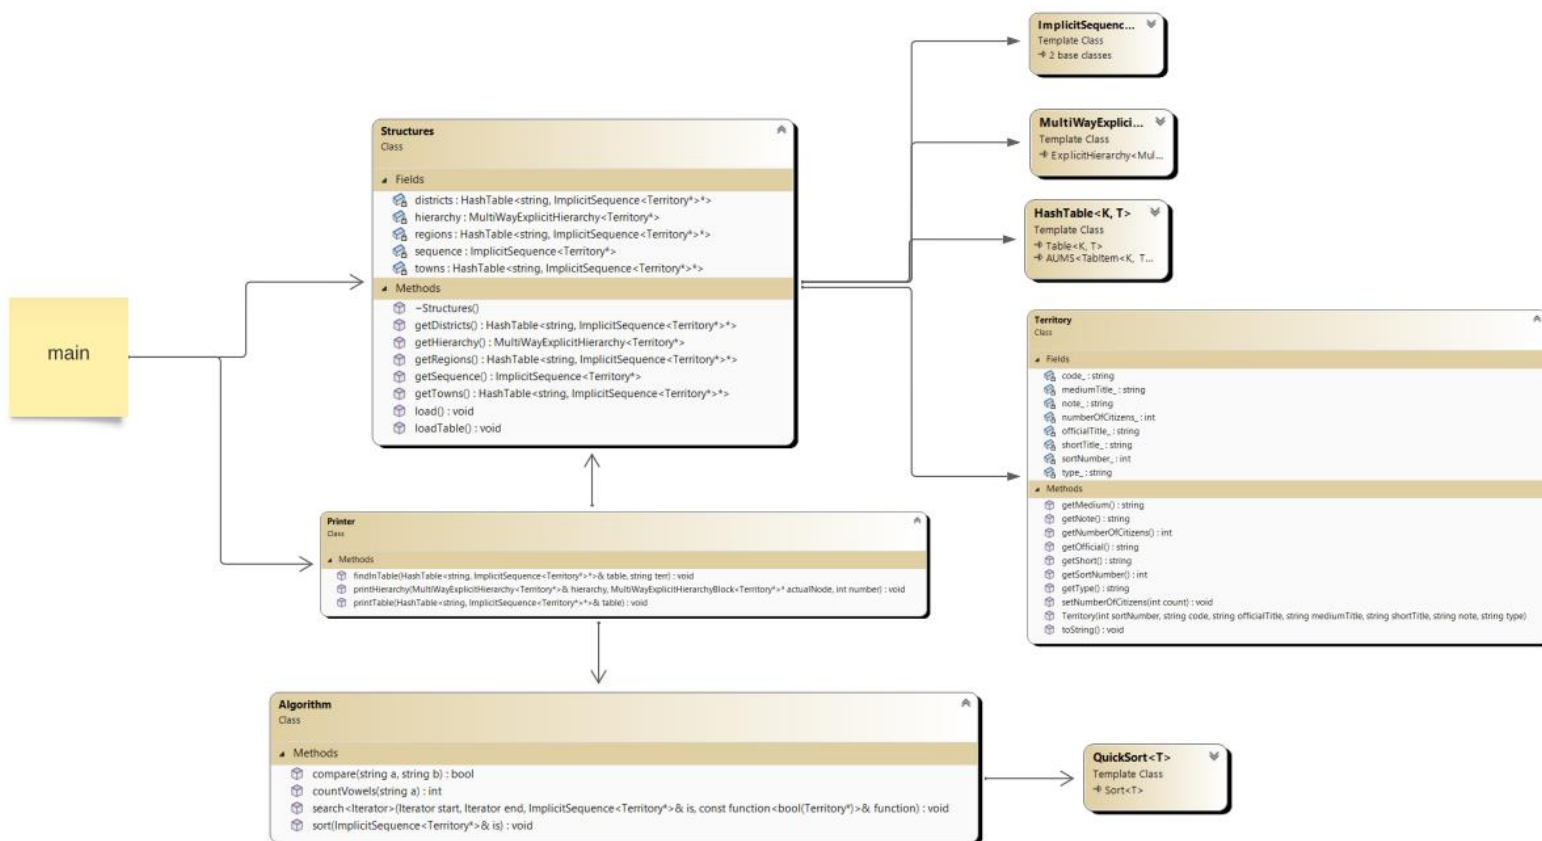 main
Structures
Class
Fields
districts : HashTable<string, ImplicitSequence<Territory*>*>
hierarchy : MultiWayExplicitHierarchy<Territory*>
regions : HashTable<string, ImplicitSequence<Territory*>*>
sequence : ImplicitSequence<Territory*>
towns : HashTable<string, ImplicitSequence<Territory*>*>
Methods
~Structures()
getDistricts() : HashTable<string, ImplicitSequence<Territory*>*>
getHierarchy() : MultiWayExplicitHierarchy<Territory*>
getRegions() : HashTable<string, ImplicitSequence<Territory*>*>
getSequence() : ImplicitSequence<Territory*>
getTowns() : HashTable<string, ImplicitSequence<Territory*>*>
load() : void
loadTable() : void
Printer
Class
Methods
findInTable(HashTable<string, ImplicitSequence<Territory*>*>& table, string terr) : void
printHierarchy(MultiWayExplicitHierarchy<Territory*>& hierarchy, MultiWayExplicitHierarchyBlock<Territory*>* actualNode, int number) : void
printTable(HashTable<string, ImplicitSequence<Territory*>*>& table) : void
Algorithm
Class
Methods
compare(string a, string b) : bool
countVowels(string a) : int
search<Iterator>(Iterator start, Iterator end, ImplicitSequence<Territory*>& is, const function<bool(Territory*)>& function) : void
sort(ImplicitSequence<Territory*>& is) : void
ImplicitSequenc...
Template Class
2 base classes
MultiWayExplici...
Template Class
ExplicitHierarchy<Mul...
HashTable<K, T>
Template Class
Table<K, T>
AUMS<TabItem<K, T...
Territory
Class
Fields
code_ : string
mediumTitle_ : string
note_ : string
numberOfCitizens_ : int
officialTitle_ : string
shortTitle_ : string
sortNumber_ : int
type_ : string
Methods
getMedium() : string
getNote() : string
getNumberOfCitizens() : int
getOfficial() : string
getShort() : string
getSortNumber() : int
getType() : string
setNumberOfCitizens(int count) : void
Territory(int sortNumber, string code, string officialTitle, string mediumTitle, string shortTitle, string note, string type)
toString() : void
QuickSort<T>
Template Class
Sort<T>